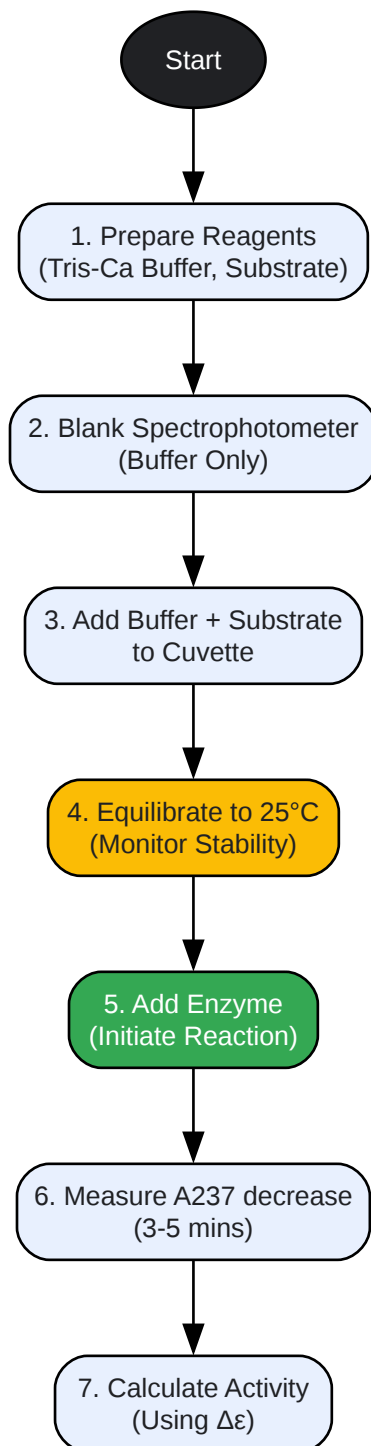 Start
1. Prepare Reagents
(Tris-Ca Buffer, Substrate)
2. Blank Spectrophotometer
(Buffer Only)
3. Add Buffer + Substrate
to Cuvette
4. Equilibrate to 25°C
(Monitor Stability)
5. Add Enzyme
(Initiate Reaction)
6. Measure A237 decrease
(3-5 mins)
7. Calculate Activity
(Using Δε)